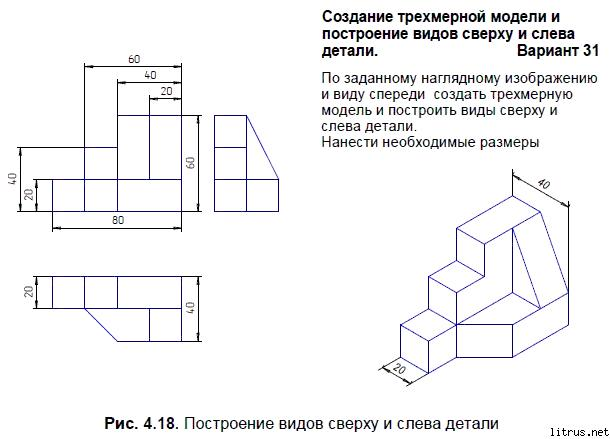 Создание трехмерной модели и
построение видов сверху и слева
детали. Вариант 31
По заданному наглядному изображению
и виду спереди создать трехмерную
модель и построить виды сверху и
слева детали.
Нанести необходимые размеры
60
40
20
60
40
20
80
20
40
40
20
Рис. 4.18. Построение видов сверху и слева детали
litrus.net